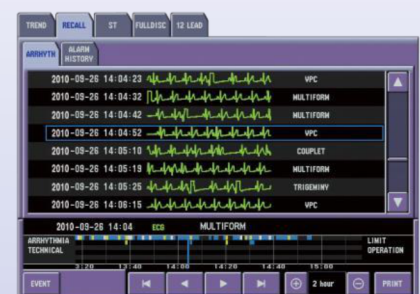 TREND RECALL ST FULLDISC 12 LEAD
ARRHYTH ALARM HISTORY
2010-09-26 14:04:23 VPC
2010-09-26 14:04:32 MULTIFORM
2010-09-26 14:04:42 MULTIFORM
2010-09-26 14:04:52 VPC
2010-09-26 14:05:10 COUPLET
2010-09-26 14:05:19 MULTIFORM
2010-09-26 14:05:25 TRIGEMINY
2010-09-26 14:06:15 VPC
2010-09-26 14:04 ECG MULTIFORM
ARRHYTHMIA LIMIT
TECHNICAL OPERATION
13:40 14:00 14:20 14:40 15:00
EVENT 2 hour PRINT